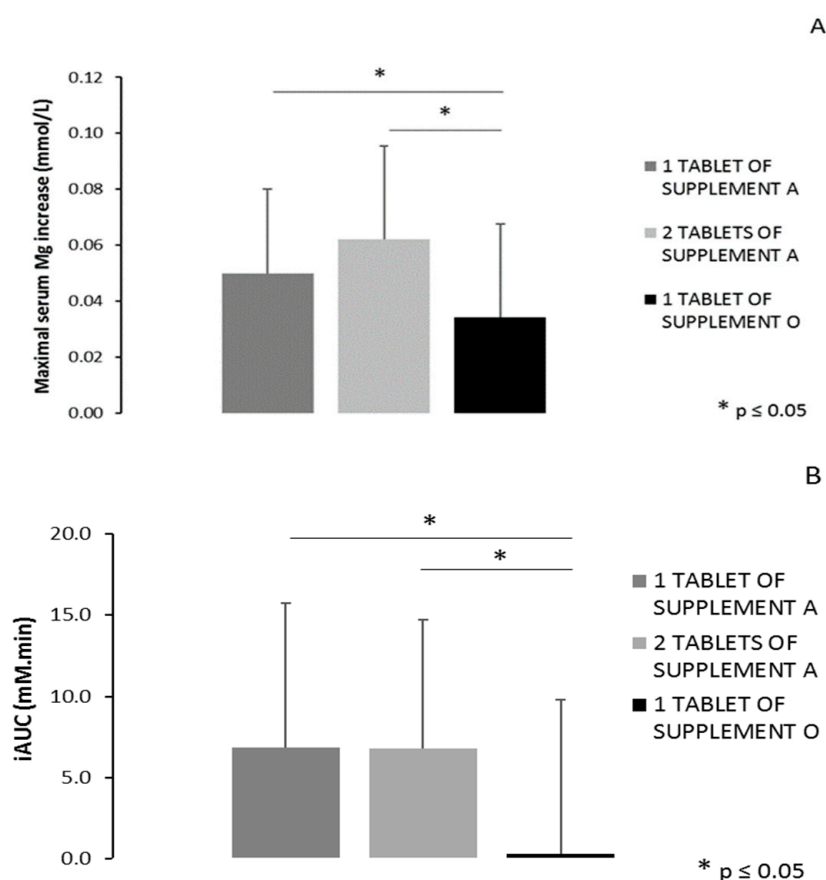 A
*
*
Maximal serum Mg increase (mmol/L)
0.12
0.10
0.08
0.06
0.04
0.02
0.00
1 TABLET OF
SUPPLEMENT A
2 TABLETS OF
SUPPLEMENT A
1 TABLET OF
SUPPLEMENT O
* p ≤ 0.05
B
*
*
iAUC (mM.min)
20.0
15.0
10.0
5.0
0.0
1 TABLET OF
SUPPLEMENT A
2 TABLETS OF
SUPPLEMENT A
1 TABLET OF
SUPPLEMENT O
* p ≤ 0.05